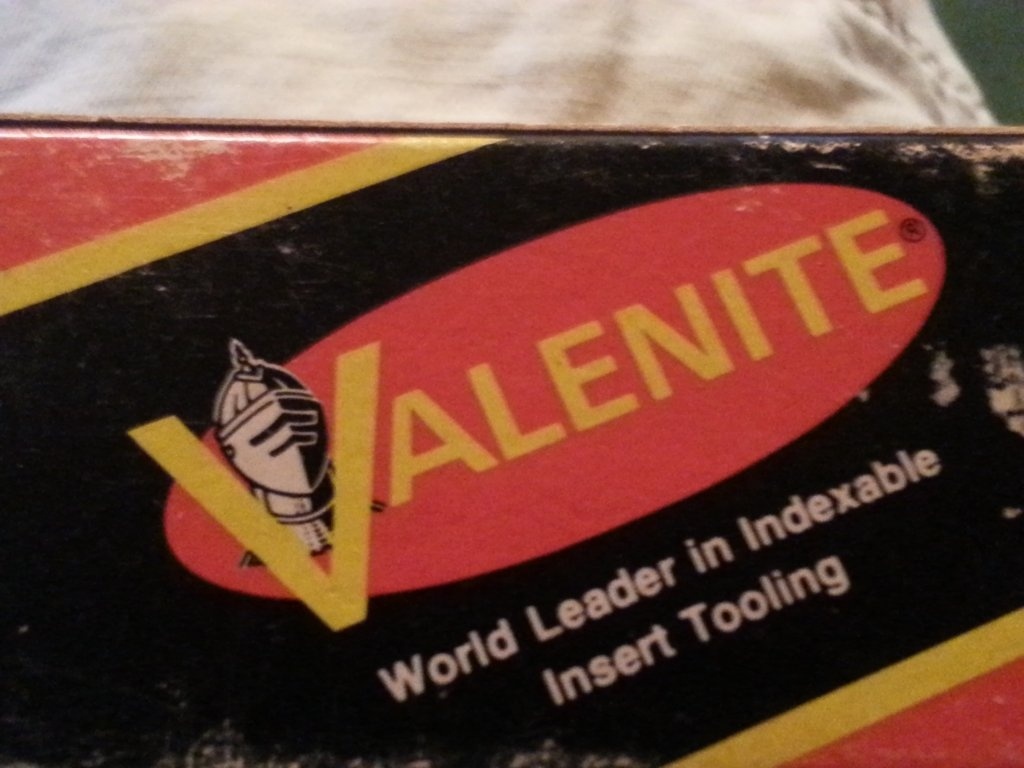 VALENITE®
World Leader in Indexable
Insert Tooling